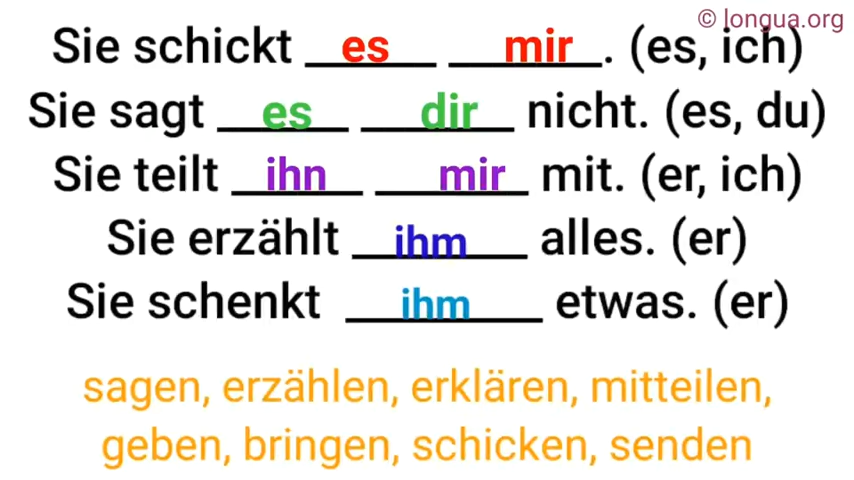 © longua.org
Sie schickt es mir. (es, ich)
Sie sagt es dir nicht. (es, du)
Sie teilt ihn mir mit. (er, ich)
Sie erzählt ihm alles. (er)
Sie schenkt ihm etwas. (er)
sagen, erzählen, erklären, mitteilen,
geben, bringen, schicken, senden